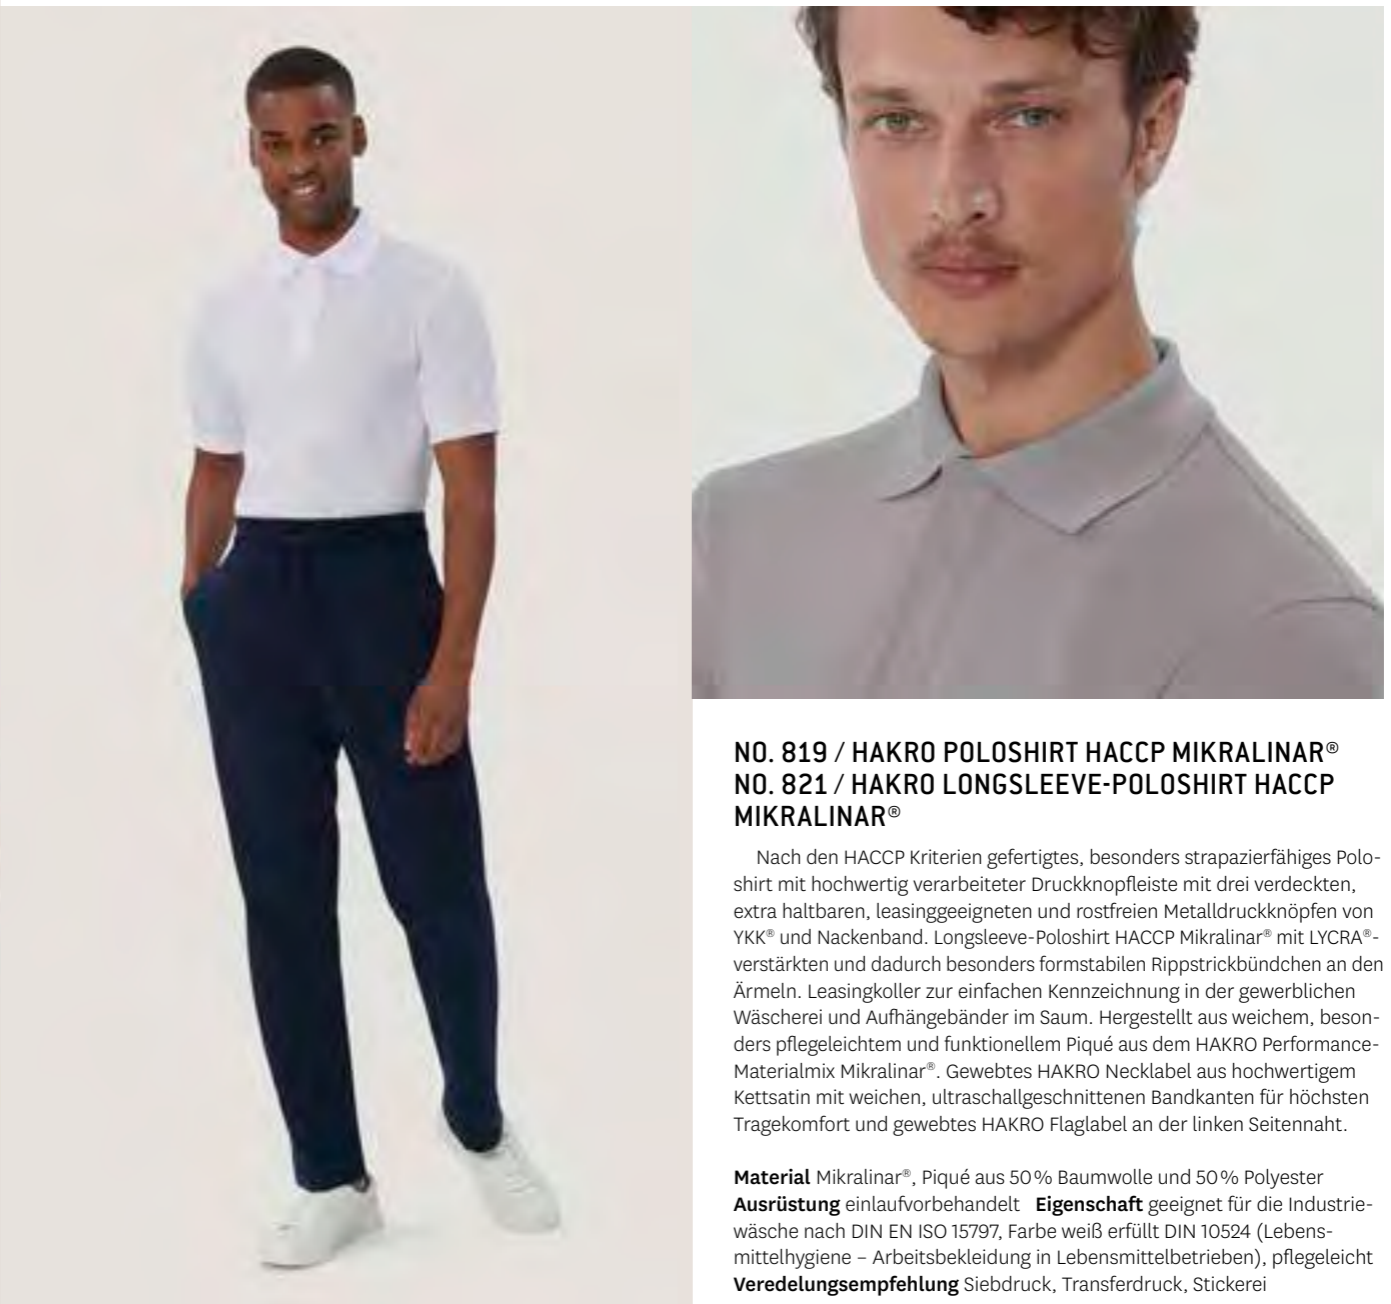 NO. 819 / HAKRO POLOSHIRT HACCP MIKRALINAR®
NO. 821 / HAKRO LONGSLEEVE-POLOSHIRT HACCP
MIKRALINAR®
Nach den HACCP Kriterien gefertigtes, besonders strapazierfähiges Polo-
shirt mit hochwertig verarbeiteter Druckknopfleiste mit drei verdeckten,
extra haltbaren, leasinggeeigneten und rostfreien Metalldruckknöpfen von
YKK® und Nackenband. Longsleeve-Poloshirt HACCP Mikralinar® mit LYCRA®-
verstärkten und dadurch besonders formstabilen Rippstrickbündchen an den
Ärmeln. Leasingkoller zur einfachen Kennzeichnung in der gewerblichen
Wäscherei und Aufhängebänder im Saum. Hergestellt aus weichem, beson-
ders pflegeleichtem und funktionellem Piqué aus dem HAKRO Performance-
Materialmix Mikralinar®. Gewebtes HAKRO Necklabel aus hochwertigem
Kettsatin mit weichen, ultraschallgeschnittenen Bandkanten für höchsten
Tragekomfort und gewebtes HAKRO Flaglabel an der linken Seitennaht.
Material Mikralinar®, Piqué aus 50 % Baumwolle und 50 % Polyester
Ausrüstung einlaufvorbehandelt Eigenschaft geeignet für die Industrie-
wäsche nach DIN EN ISO 15797, Farbe weiß erfüllt DIN 10524 (Lebens-
mittelhygiene – Arbeitsbekleidung in Lebensmittelbetrieben), pflegeleicht
Veredelungsempfehlung Siebdruck, Transferdruck, Stickerei